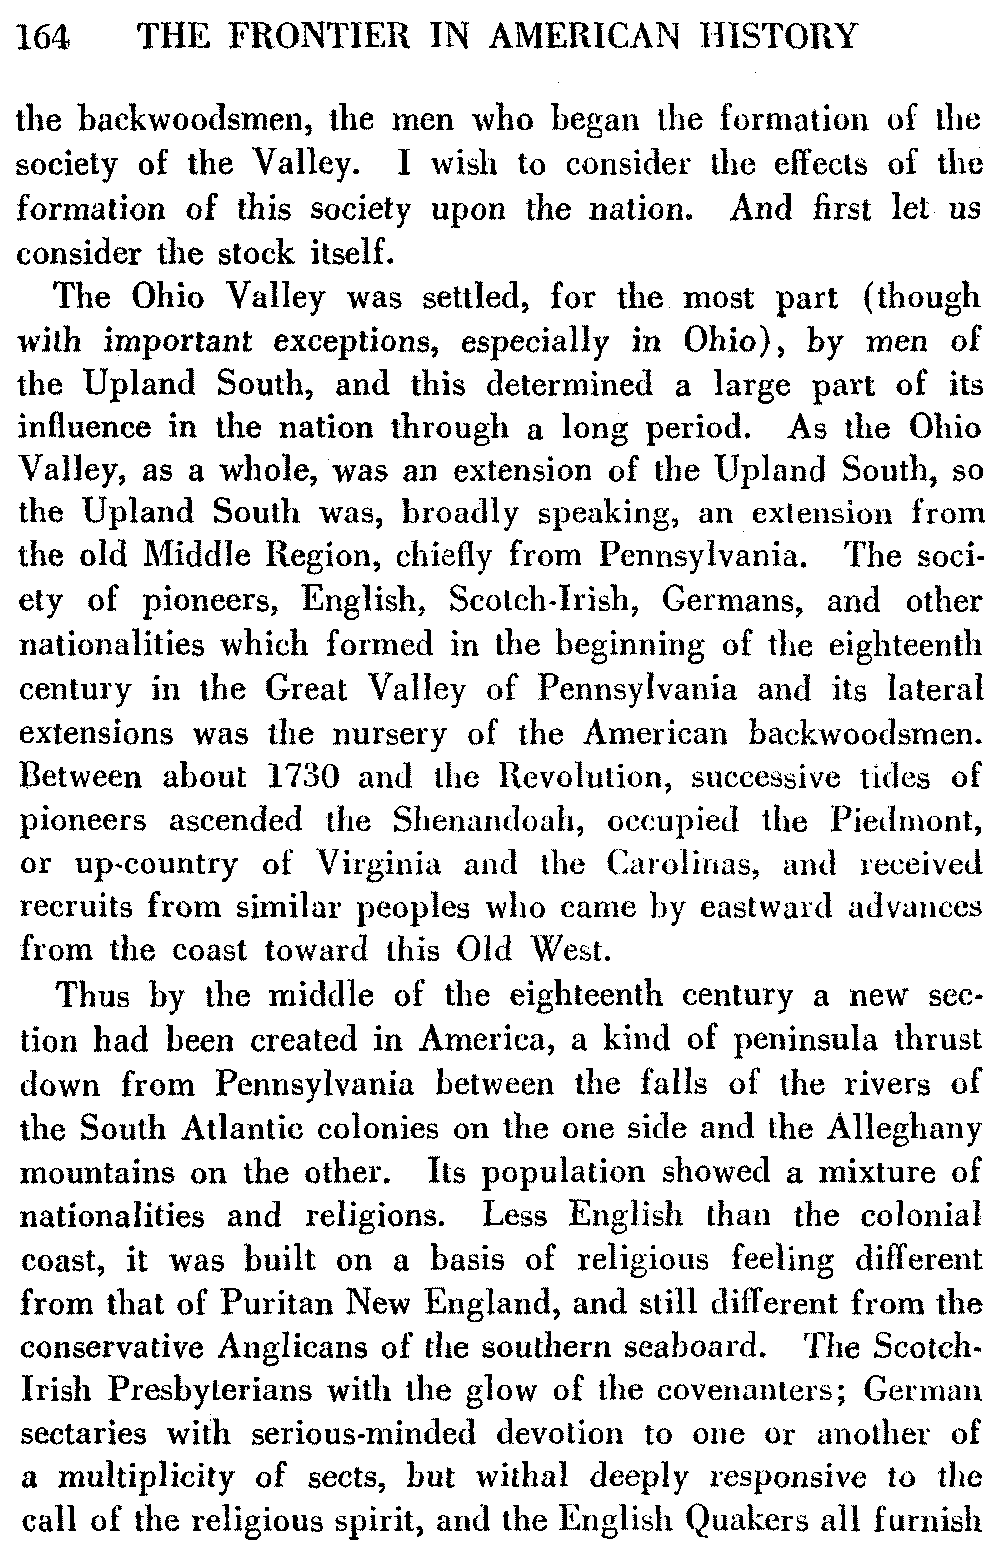 164 THE FRONTIER IN AMERICAN HISTORY
the backwoodsmen, the men who began the formation of the
society of the Valley. I wish to consider the effects of the
formation of this society upon the nation. And first let us
consider the stock itself.
The Ohio Valley was settled, for the most part (though
with important exceptions, especially in Ohio), by men of
the Upland South, and this determined a large part of its
influence in the nation through a long period. As the Ohio
Valley, as a whole, was an extension of the Upland South, so
the Upland South was, broadly speaking, an extension from
the old Middle Region, chiefly from Pennsylvania. The soci-
ety of pioneers, English, Scotch-Irish, Germans, and other
nationalities which formed in the beginning of the eighteenth
century in the Great Valley of Pennsylvania and its lateral
extensions was the nursery of the American backwoodsmen.
Between about 1730 and the Revolution, successive tides of
pioneers ascended the Shenandoah, occupied the Piedmont,
or up-country of Virginia and the Carolinas, and received
recruits from similar peoples who came by eastward advances
from the coast toward this Old West.
Thus by the middle of the eighteenth century a new sec-
tion had been created in America, a kind of peninsula thrust
down from Pennsylvania between the falls of the rivers of
the South Atlantic colonies on the one side and the Alleghany
mountains on the other. Its population showed a mixture of
nationalities and religions. Less English than the colonial
coast, it was built on a basis of religious feeling different
from that of Puritan New England, and still different from the
conservative Anglicans of the southern seaboard. The Scotch-
Irish Presbyterians with the glow of the covenanters; German
sectaries with serious-minded devotion to one or another of
a multiplicity of sects, but withal deeply responsive to the
call of the religious spirit, and the English Quakers all furnish